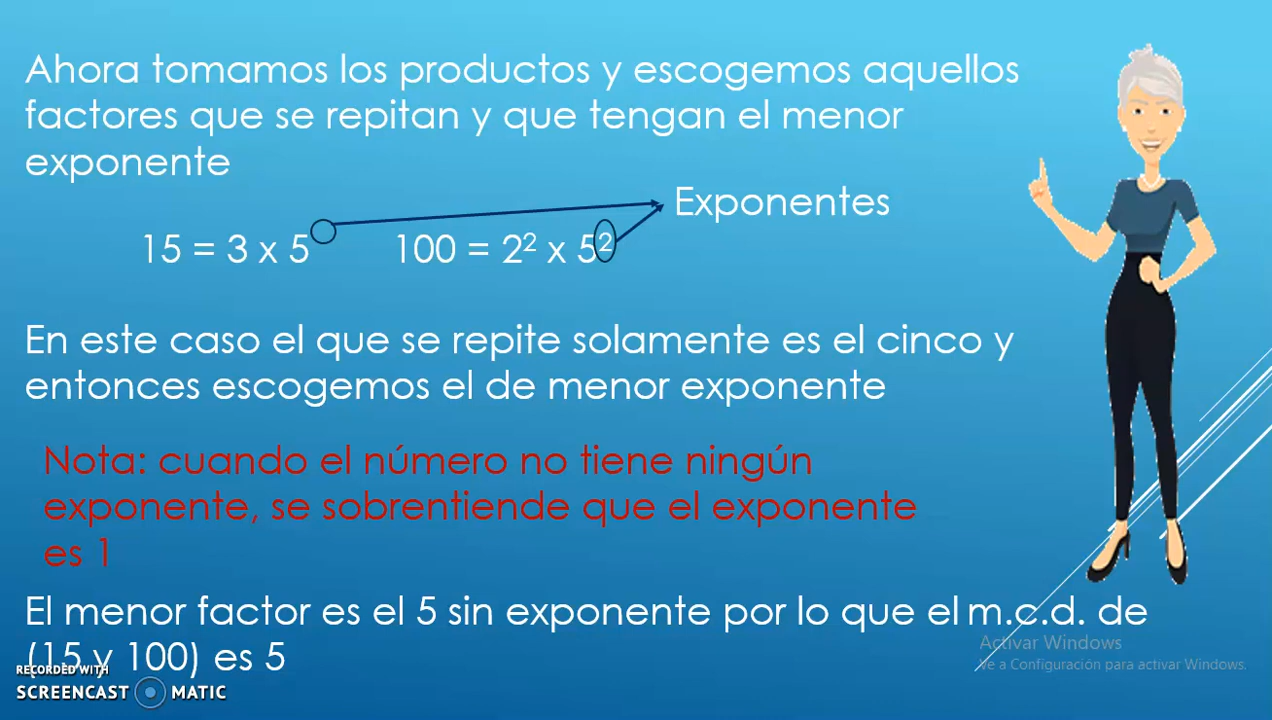 Ahora tomamos los productos y escogemos aquellos
factores que se repitan y que tengan el menor
exponente
Exponentes
15 = 3 x 5 100 = 2² x 5²
En este caso el que se repite solamente es el cinco y
entonces escogemos el de menor exponente
Nota: cuando el número no tiene ningún
exponente, se sobrentiende que el exponente
es 1
El menor factor es el 5 sin exponente por lo que el m.c.d. de
(15 y 100) es 5
Activar Windows
Ve a Configuración para activar Windows.
RECORDED WITH
SCREENCAST MATIC